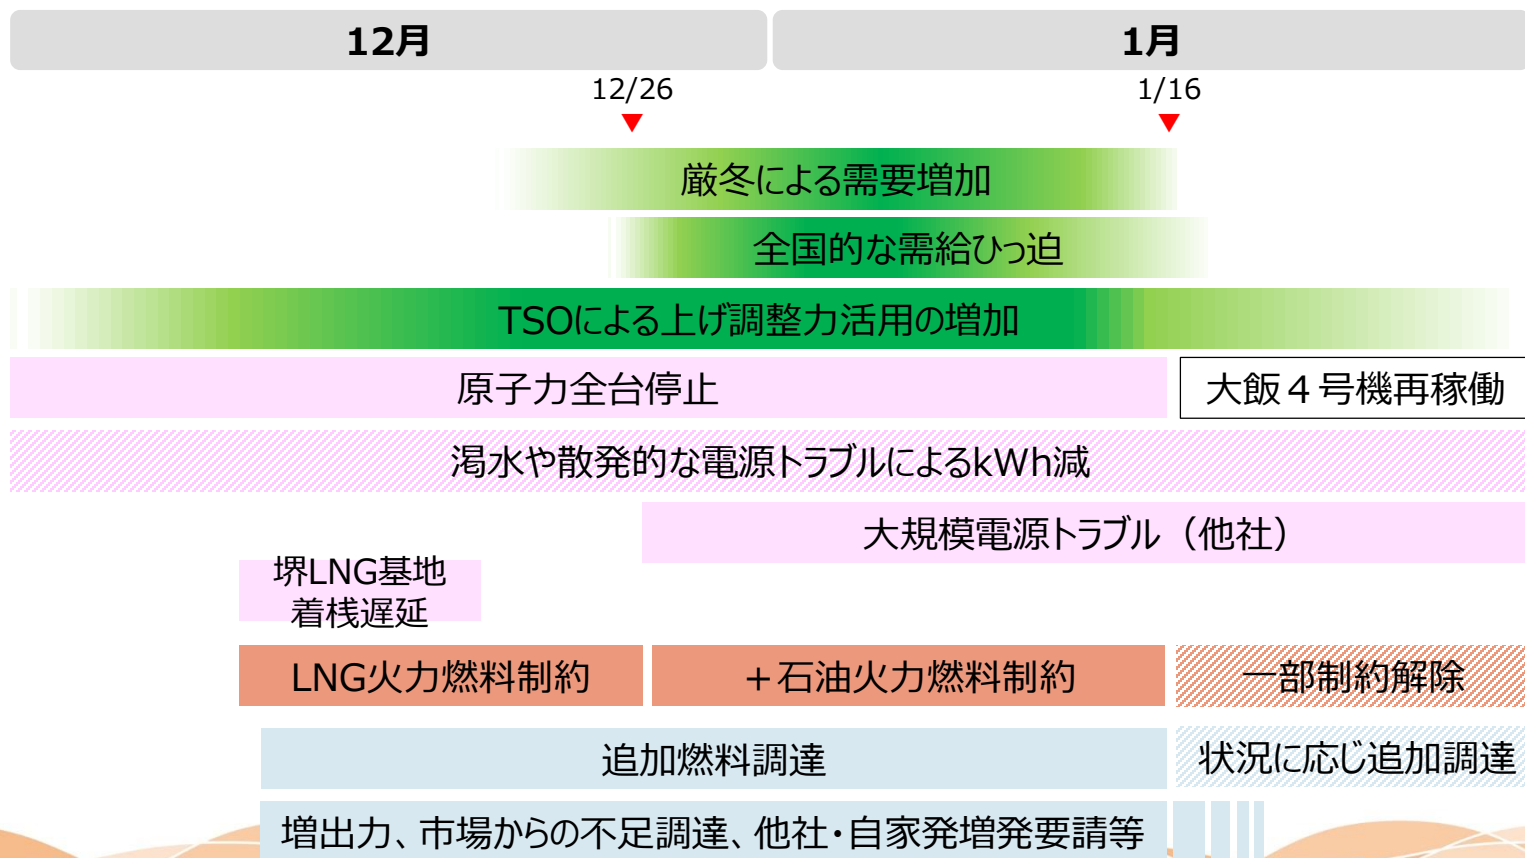 12月
1月
12/26
1/16
厳冬による需要増加
全国的な需給ひっ迫
TSOによる上げ調整力活用の増加
原子力全台停止
大飯４号機再稼働
渇水や散発的な電源トラブルによるkWh減
大規模電源トラブル（他社）
堺LNG基地
着桟遅延
LNG火力燃料制約
＋石油火力燃料制約
一部制約解除
追加燃料調達
状況に応じ追加調達
増出力、市場からの不足調達、他社・自家発増発要請等